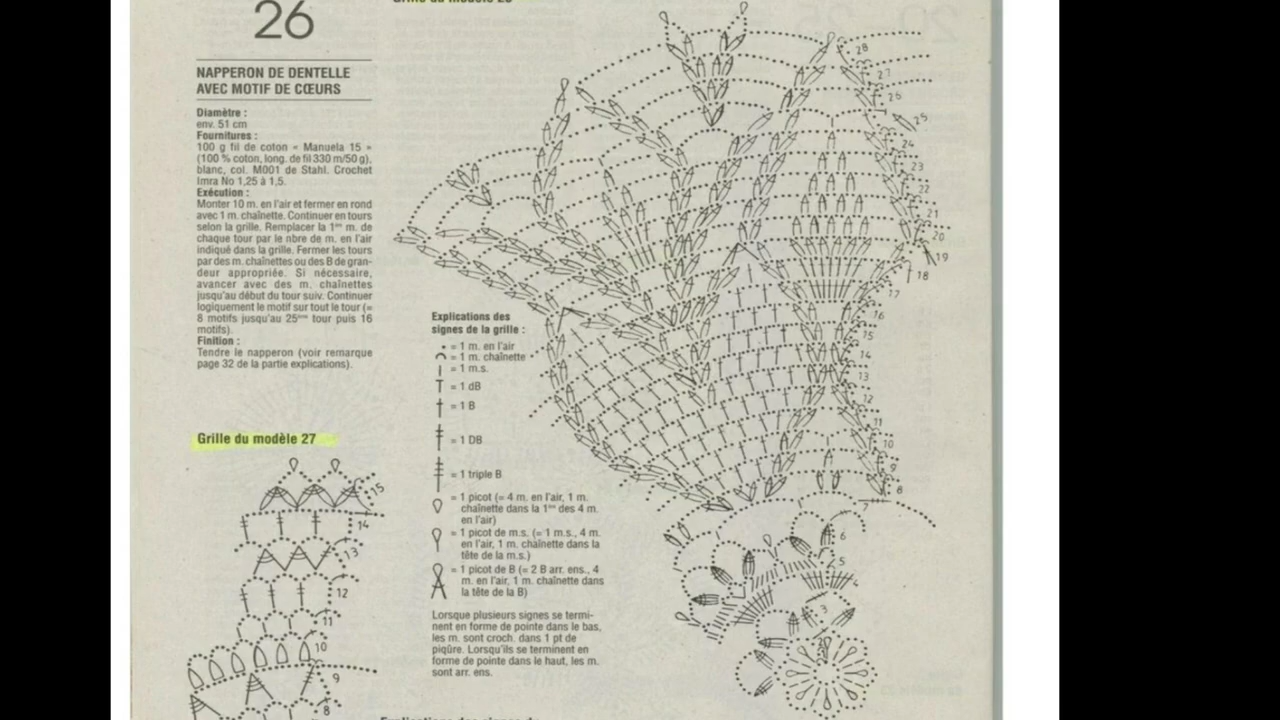 Grille du modèle
26
NAPPERON DE DENTELLE
AVEC MOTIF DE CŒURS
Diamètre :
env. 51 cm
Fournitures :
100 g fil de coton « Manuela 15 »
(100 % coton, long. de fil 330 m/50 g),
blanc, col. M001 de Stahl. Crochet
Imra No 1,25 à 1,5.
Exécution :
Monter 10 m. en l'air et fermer en rond
avec 1 m. chaînette. Continuer en tours
selon la grille. Remplacer la 1ère m. de
chaque tour par le nbre de m. en l'air
indiqué dans la grille. Fermer les tours
par des m. chaînettes ou des B de gran-
deur appropriée. Si nécessaire,
avancer avec des m. chaînettes
jusqu'au début du tour suiv. Continuer
logiquement le motif sur tout le tour (=
8 motifs jusqu'au 25ème tour puis 16
motifs).
Finition :
Tendre le napperon (voir remarque
page 32 de la partie explications).
Grille du modèle 27
15
14
13
12
11
10
9
8
Explications des
signes de la grille :
= 1 m. en l'air
= 1 m. chaînette
= 1 m.s.
= 1 dB
= 1 B
= 1 DB
= 1 triple B
= 1 picot (= 4 m. en l'air, 1 m.
chaînette dans la 1ère des 4 m.
en l'air)
= 1 picot de m.s. (= 1 m.s., 4 m.
en l'air, 1 m. chaînette dans la
tête de la m.s.)
= 1 picot de B (= 2 B arr. ens., 4
m. en l'air, 1 m. chaînette dans
la tête de la B)
Lorsque plusieurs signes se termi-
nent en forme de pointe dans le bas,
les m. sont croch. dans 1 pt de
piqûre. Lorsqu'ils se terminent en
forme de pointe dans le haut, les m.
sont arr. ens.
28
27
26
25
24
23
22
21
20
19
18
17
16
15
14
13
12
11
10
9
8
7
6
5
4
3
Explications des signes de